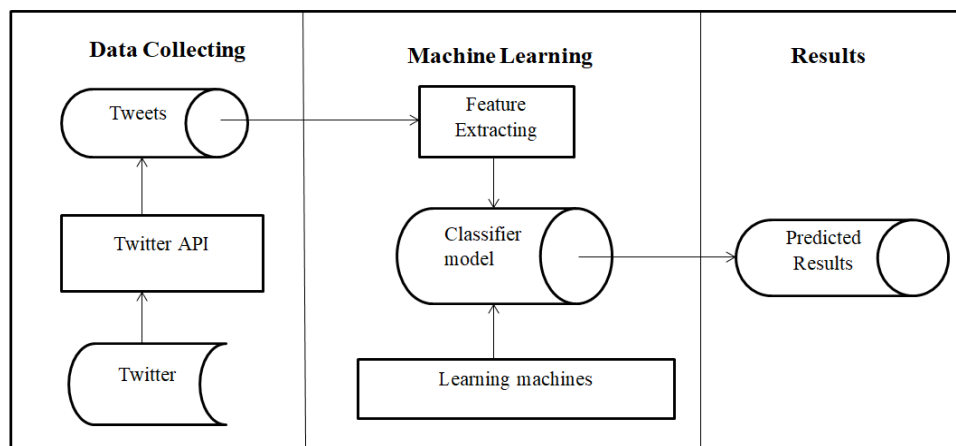 Data Collecting
Tweets
Twitter API
Twitter
Machine Learning
Feature
Extracting
Classifier
model
Learning machines
Results
Predicted
Results